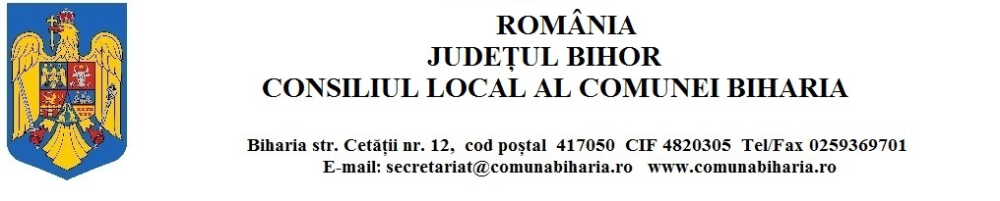 ROMÂNIA
JUDEȚUL BIHOR
CONSILIUL LOCAL AL COMUNEI BIHARIA
Biharia str. Cetății nr. 12, cod poștal 417050 CIF 4820305 Tel/Fax 0259369701
E-mail: secretariat@comunabiharia.ro www.comunabiharia.ro